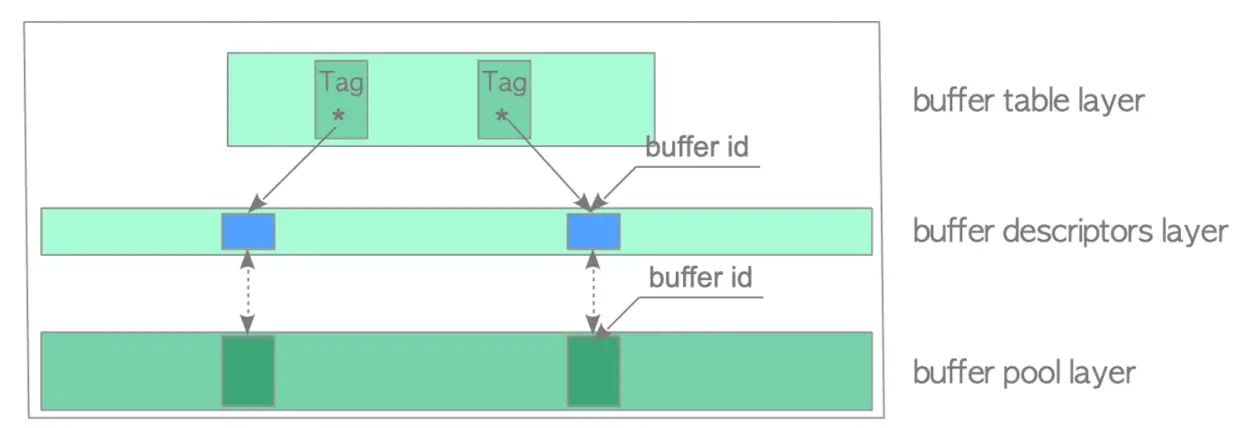 Tag
*
Tag
*
buffer table layer
buffer id
buffer descriptors layer
buffer id
buffer pool layer